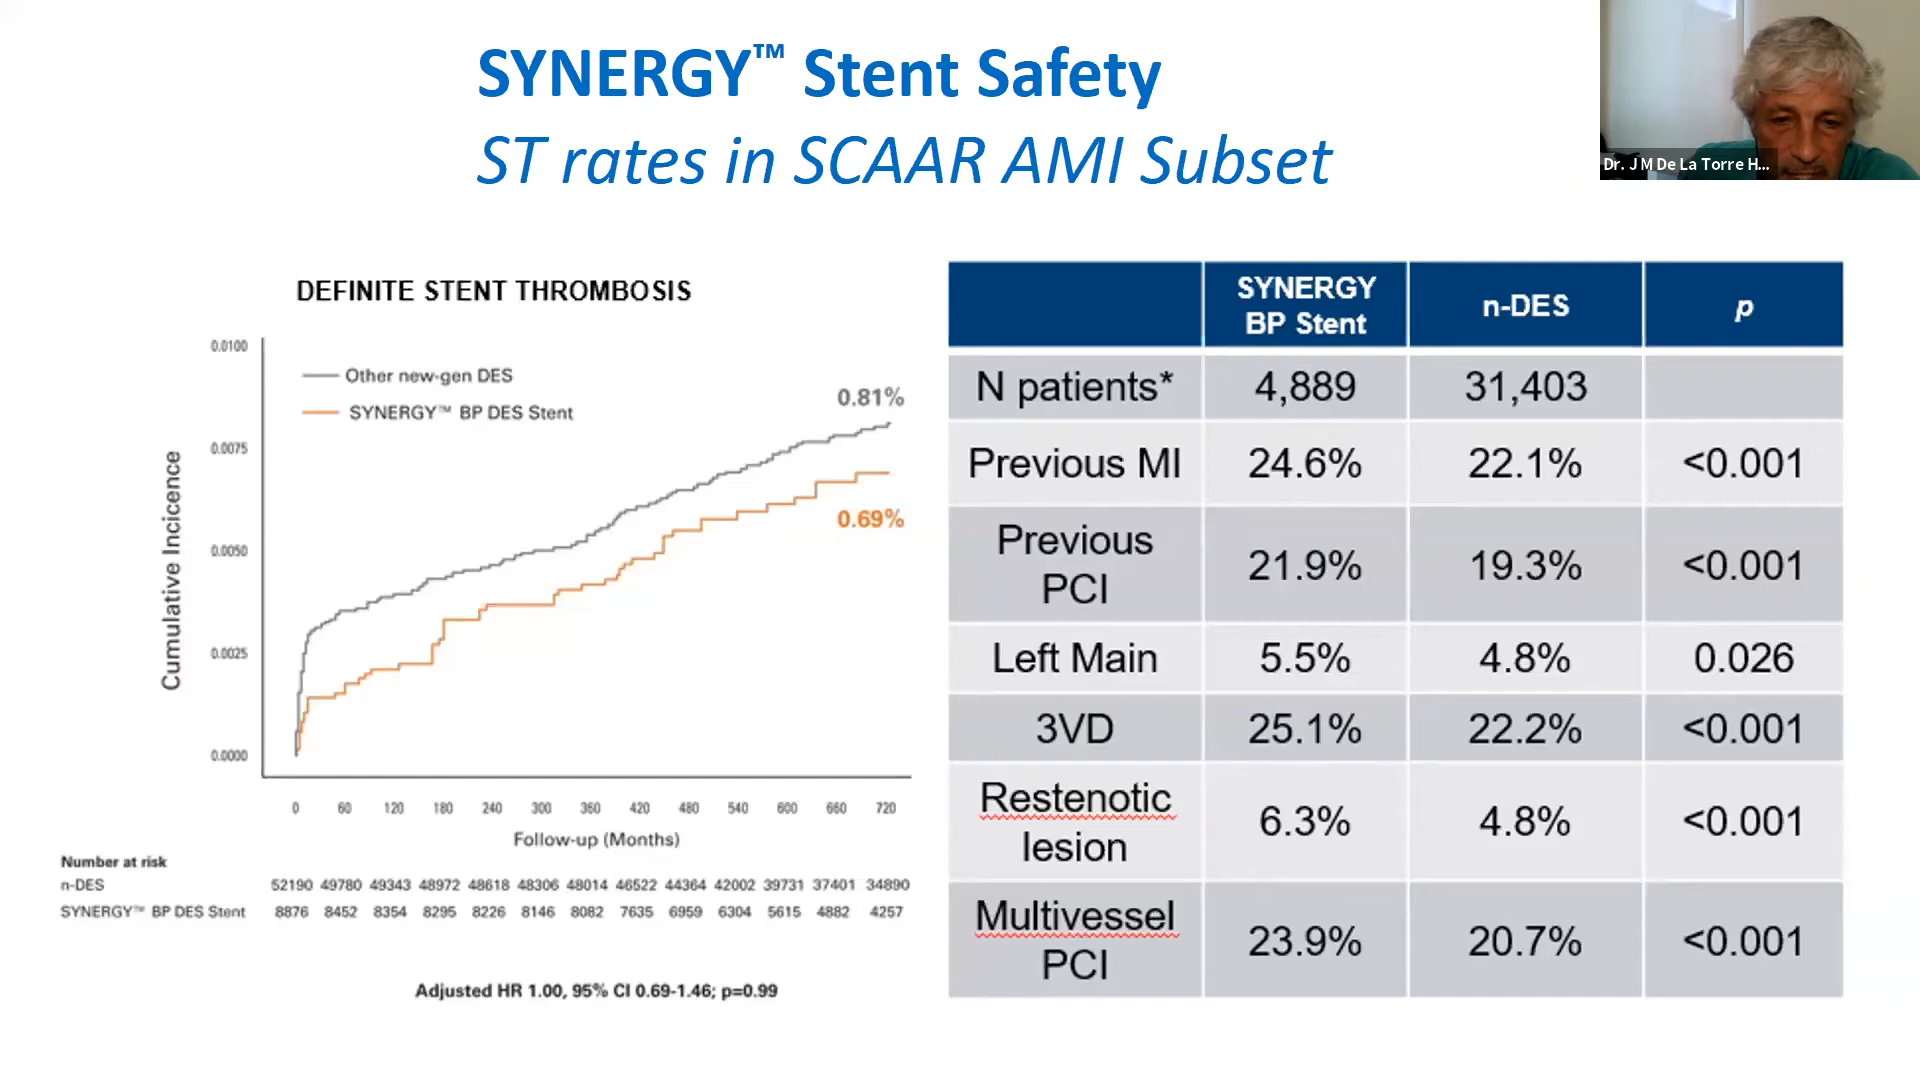 SYNERGY™ Stent Safety
ST rates in SCAAR AMI Subset
Dr. J M De La Torre H...
DEFINITE STENT THROMBOSIS
0.0100
0.0075
0.0050
0.0025
0.0000
Cumulative Incicence
Other new-gen DES
SYNERGY™ BP DES Stent
0.81%
0.69%
0 60 120 180 240 300 360 420 480 540 600 660 720
Follow-up (Months)
Number at risk
n-DES 52190 49780 49343 48972 48618 48306 48014 46522 44364 42002 39731 37401 34890
SYNERGY™ BP DES Stent 8876 8452 8354 8295 8226 8146 8082 7635 6959 6304 5615 4882 4257
Adjusted HR 1.00, 95% CI 0.69-1.46; p=0.99
SYNERGY
BP Stent n-DES p
N patients* 4,889 31,403
Previous MI 24.6% 22.1% <0.001
Previous
PCI 21.9% 19.3% <0.001
Left Main 5.5% 4.8% 0.026
3VD 25.1% 22.2% <0.001
Restenotic
lesion 6.3% 4.8% <0.001
Multivessel
PCI 23.9% 20.7% <0.001